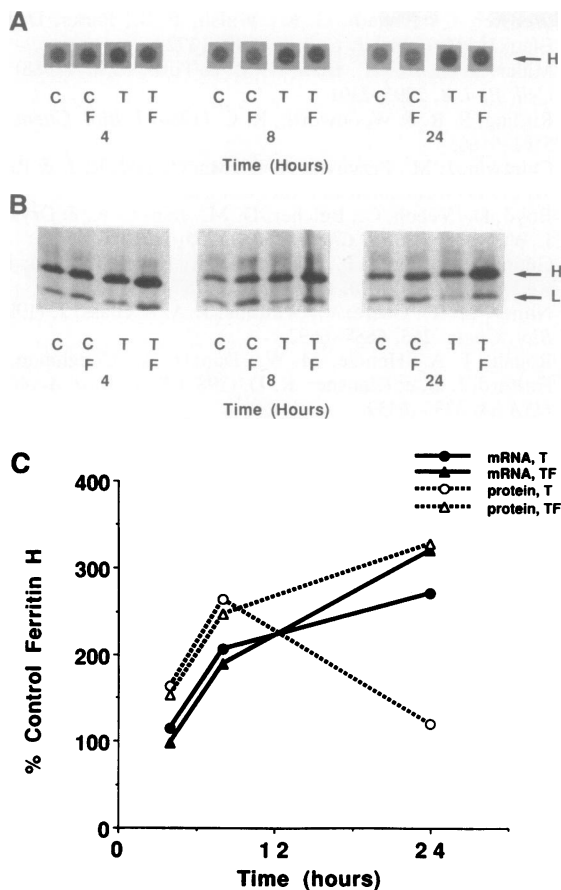 A
H
C C T T
F F
4
C C T T
F F
8
C C T T
F F
24
Time (Hours)
B
H
L
C C T T
F F
4
C C T T
F F
8
C C T T
F F
24
Time (Hours)
C
mRNA, T
mRNA, TF
protein, T
protein, TF
% Control Ferritin H
400
300
200
100
0
0 12 24
Time (hours)